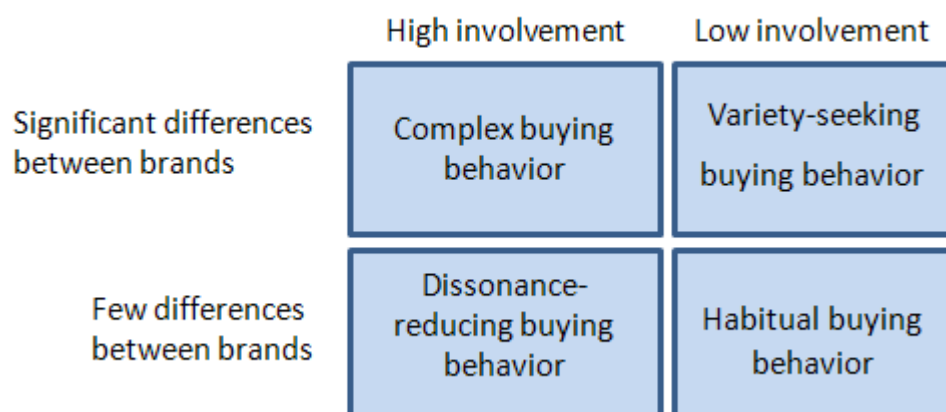 High involvement
Low involvement
Significant differences
between brands
Complex buying
behavior
Variety-seeking
buying behavior
Few differences
between brands
Dissonance-
reducing buying
behavior
Habitual buying
behavior